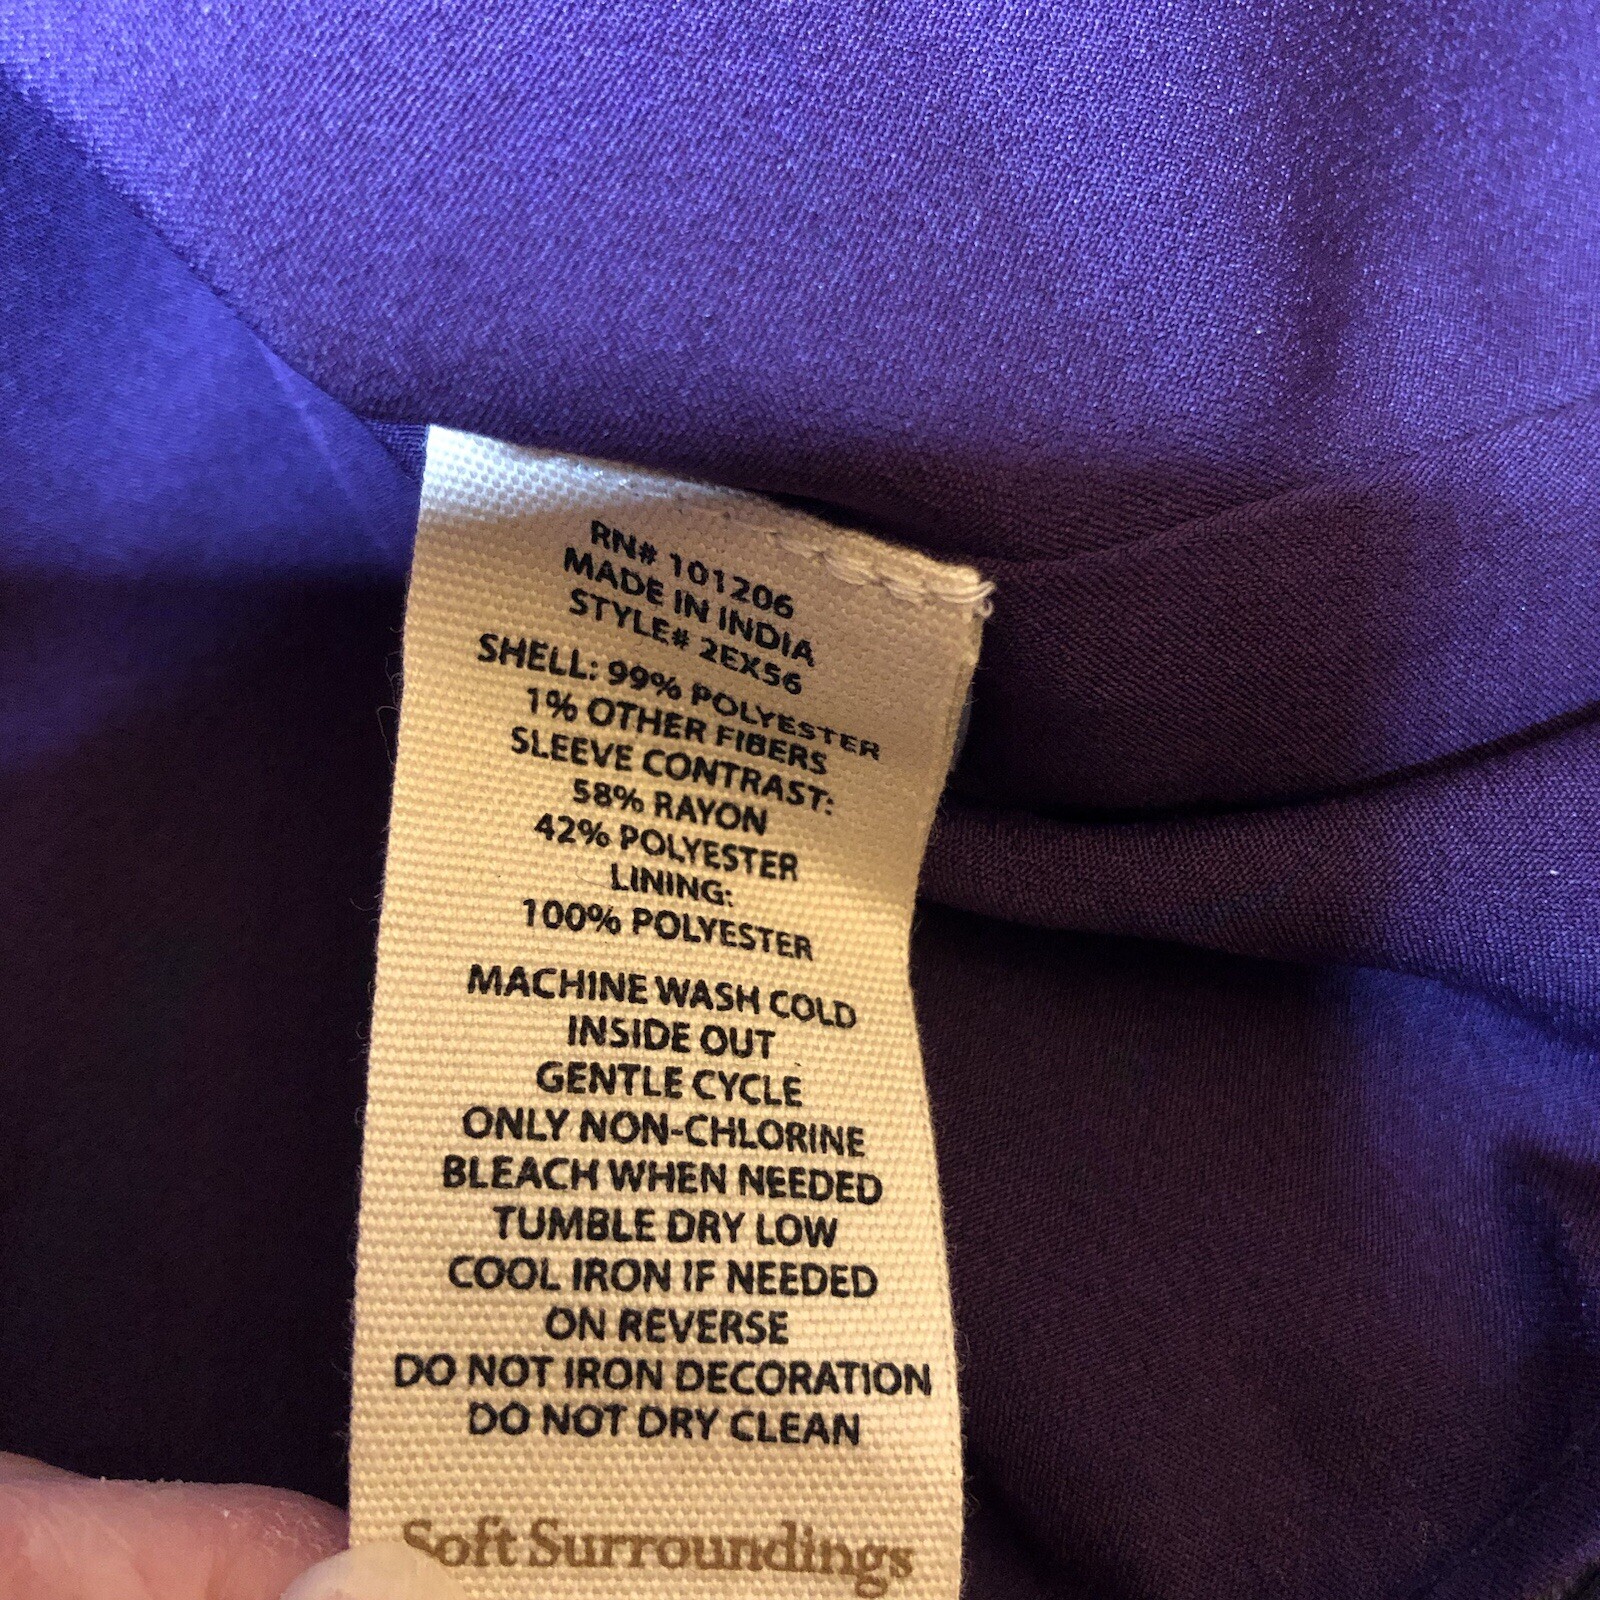 RN# 101206
MADE IN INDIA
STYLE# 2EX56
SHELL: 99% POLYESTER
1% OTHER FIBERS
SLEEVE CONTRAST:
58% RAYON
42% POLYESTER
LINING:
100% POLYESTER
MACHINE WASH COLD
INSIDE OUT
GENTLE CYCLE
ONLY NON-CHLORINE
BLEACH WHEN NEEDED
TUMBLE DRY LOW
COOL IRON IF NEEDED
ON REVERSE
DO NOT IRON DECORATION
DO NOT DRY CLEAN
Soft Surroundings